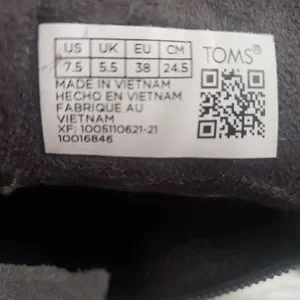 US UK EU CM TOMS®
7.5 5.5 38 24.5
MADE IN VIETNAM
HECHO EN VIETNAM
FABRIQUE AU
VIETNAM
XF: 1005110621-21
10016846